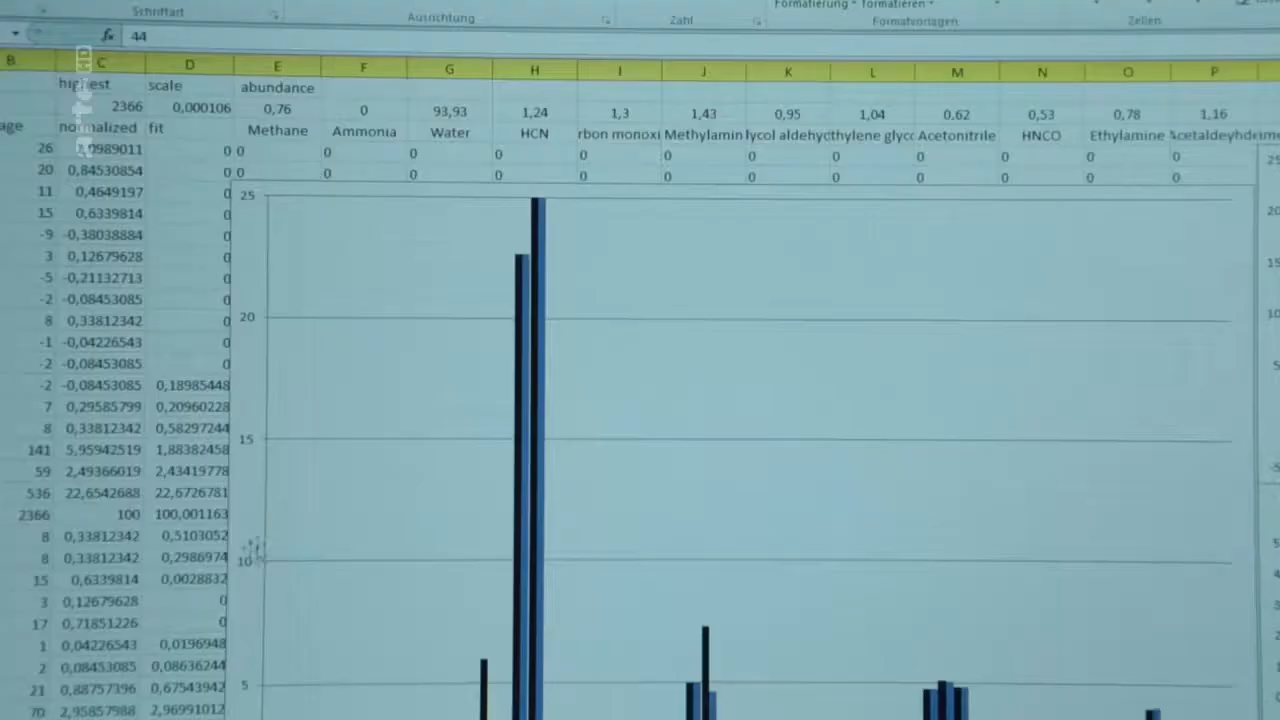 Schriftart Ausrichtung Zahl Formatvorlagen Zellen
fx 44
B C D E F G H I J K L M N O P
highest scale abundance
2366 0,000106 0,76 0 93,93 1,24 1,3 1,43 0,95 1,04 0.62 0,53 0,78 1,16
age normalized fit Methane Ammonia Water HCN rbon monoxi Methylamin lycol aldehyc thylene glycc Acetonitrile HNCO Ethylamine
26 0 0 0 0 0 0 0 0 0 0 0 0 0
20 0,84530854 0 0 0 0 0 0 0 0 0 0 0 0 0
11 0,4649197 0 25
15 0,6339814 0
-9 -0,38038884 0
3 0,12679628 0
-5 -0,21132713 0
-2 -0,08453085 0
8 0,33812342 0 20
-1 -0,04226543 0
-2 -0,08453085 0
-2 -0,08453085 0,18985448
7 0,29585799 0,20960228
8 0,33812342 0,58297244 15
141 5,95942519 1,88382458
59 2,49366019 2,43419778
536 22,6542688 22,6726781
2366 100 100,001163
8 0,33812342 0,5103052
8 0,33812342 0,2986974 10
15 0,6339814 0,0028832
3 0,12679628 0
17 0,71851226 0
1 0,04226543 0,0196948
2 0,08453085 0,08636244
21 0,88757396 0,67543942 5
70 2,95857988 2,96991012